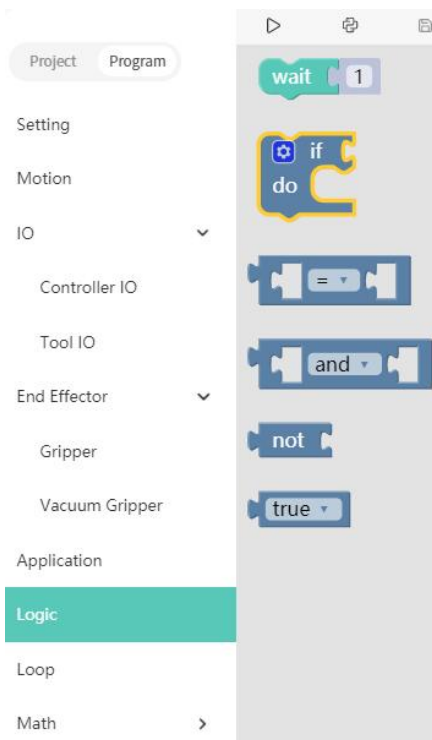 Project Program
Setting
Motion
IO
Controller IO
Tool IO
End Effector
Gripper
Vacuum Gripper
Application
Logic
Loop
Math
wait 1
if
do
=
and
not
true